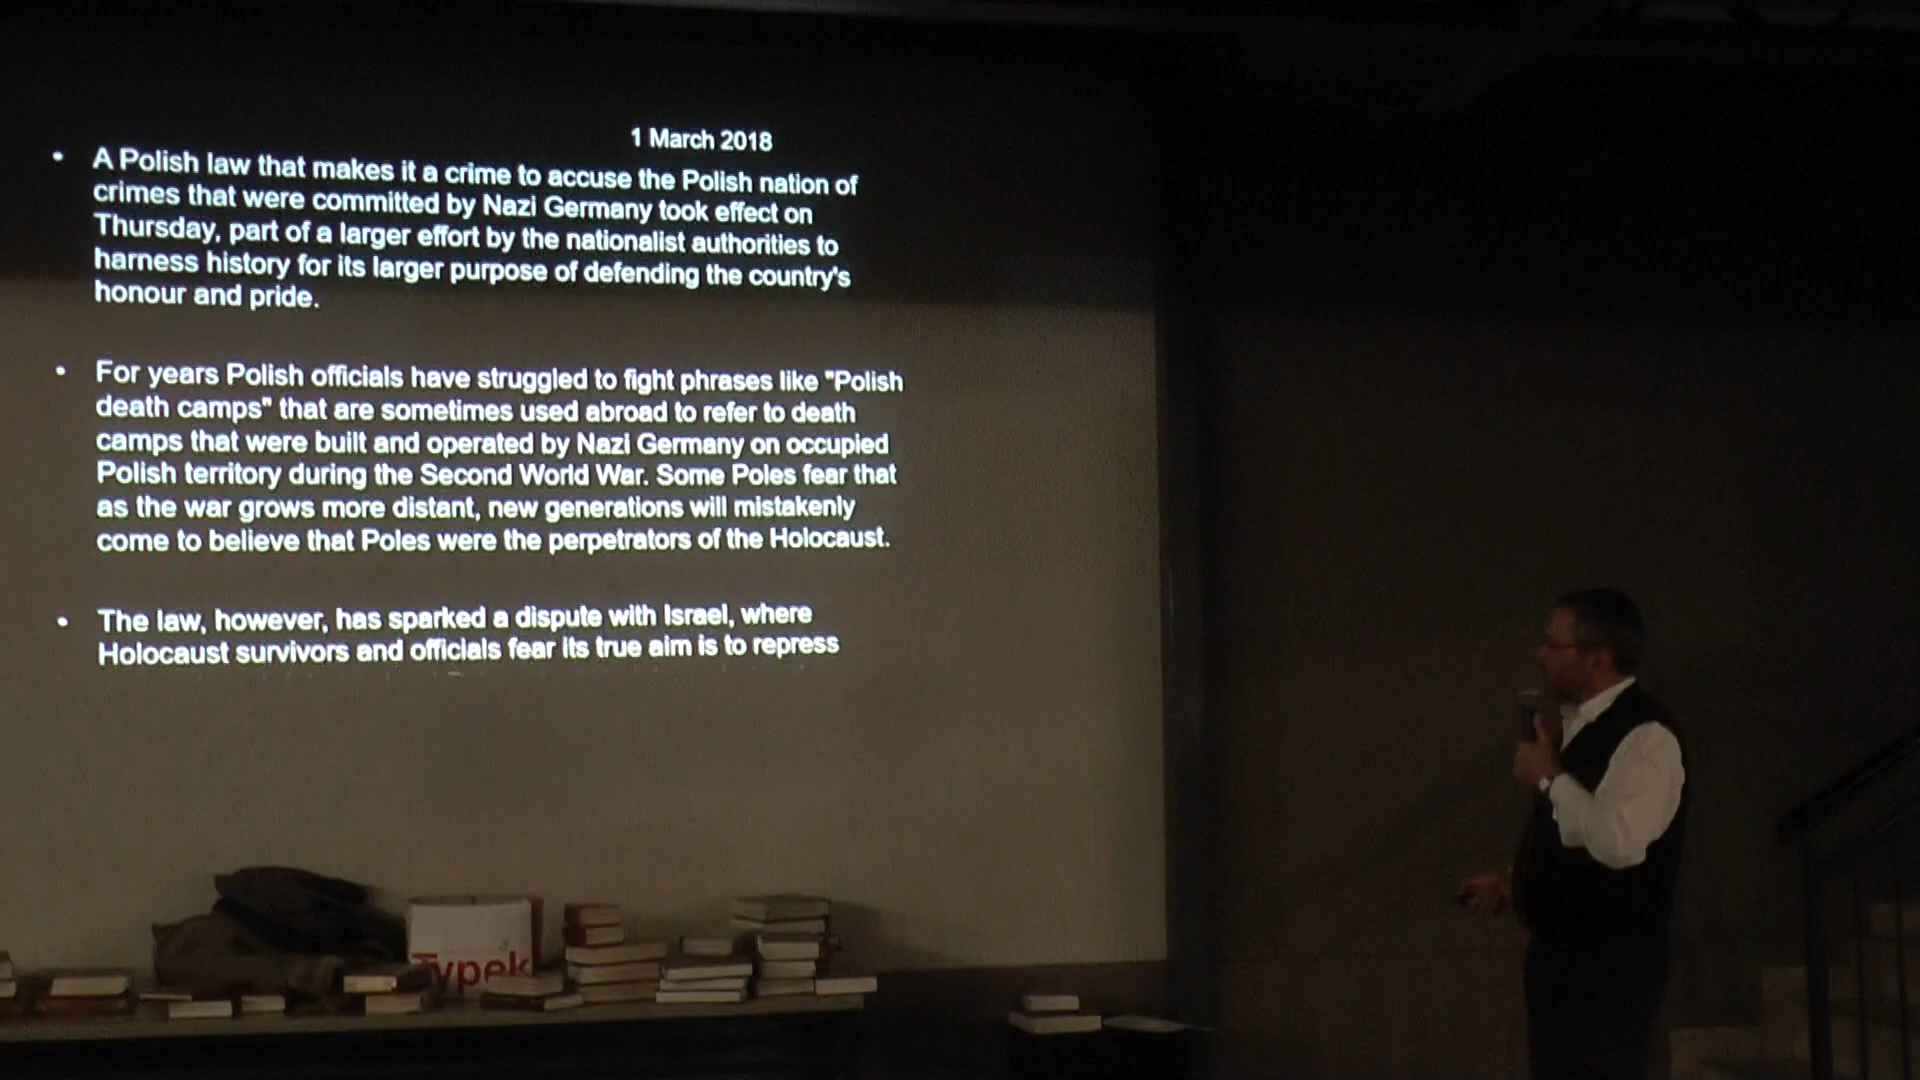 1 March 2018
• A Polish law that makes it a crime to accuse the Polish nation of
crimes that were committed by Nazi Germany took effect on
Thursday, part of a larger effort by the nationalist authorities to
harness history for its larger purpose of defending the country's
honour and pride.
• For years Polish officials have struggled to fight phrases like "Polish
death camps" that are sometimes used abroad to refer to death
camps that were built and operated by Nazi Germany on occupied
Polish territory during the Second World War. Some Poles fear that
as the war grows more distant, new generations will mistakenly
come to believe that Poles were the perpetrators of the Holocaust.
• The law, however, has sparked a dispute with Israel, where
Holocaust survivors and officials fear its true aim is to repress
Typek